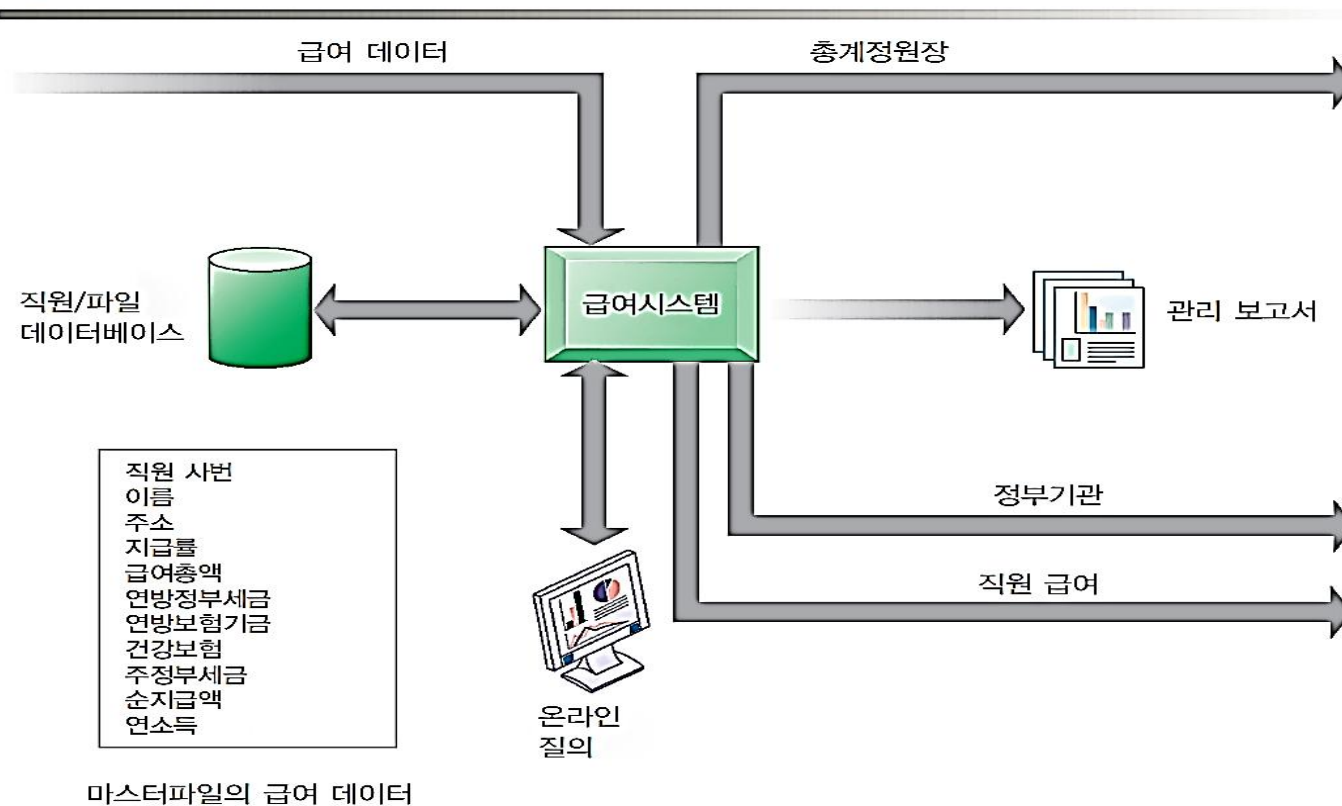 급여 데이터
총계정원장
직원/파일
데이터베이스
급여시스템
관리 보고서
직원 사번
이름
주소
지급률
급여총액
연방정부세금
연방보험기금
건강보험
주정부세금
순지급액
연소득
정부기관
직원 급여
온라인
질의
마스터파일의 급여 데이터